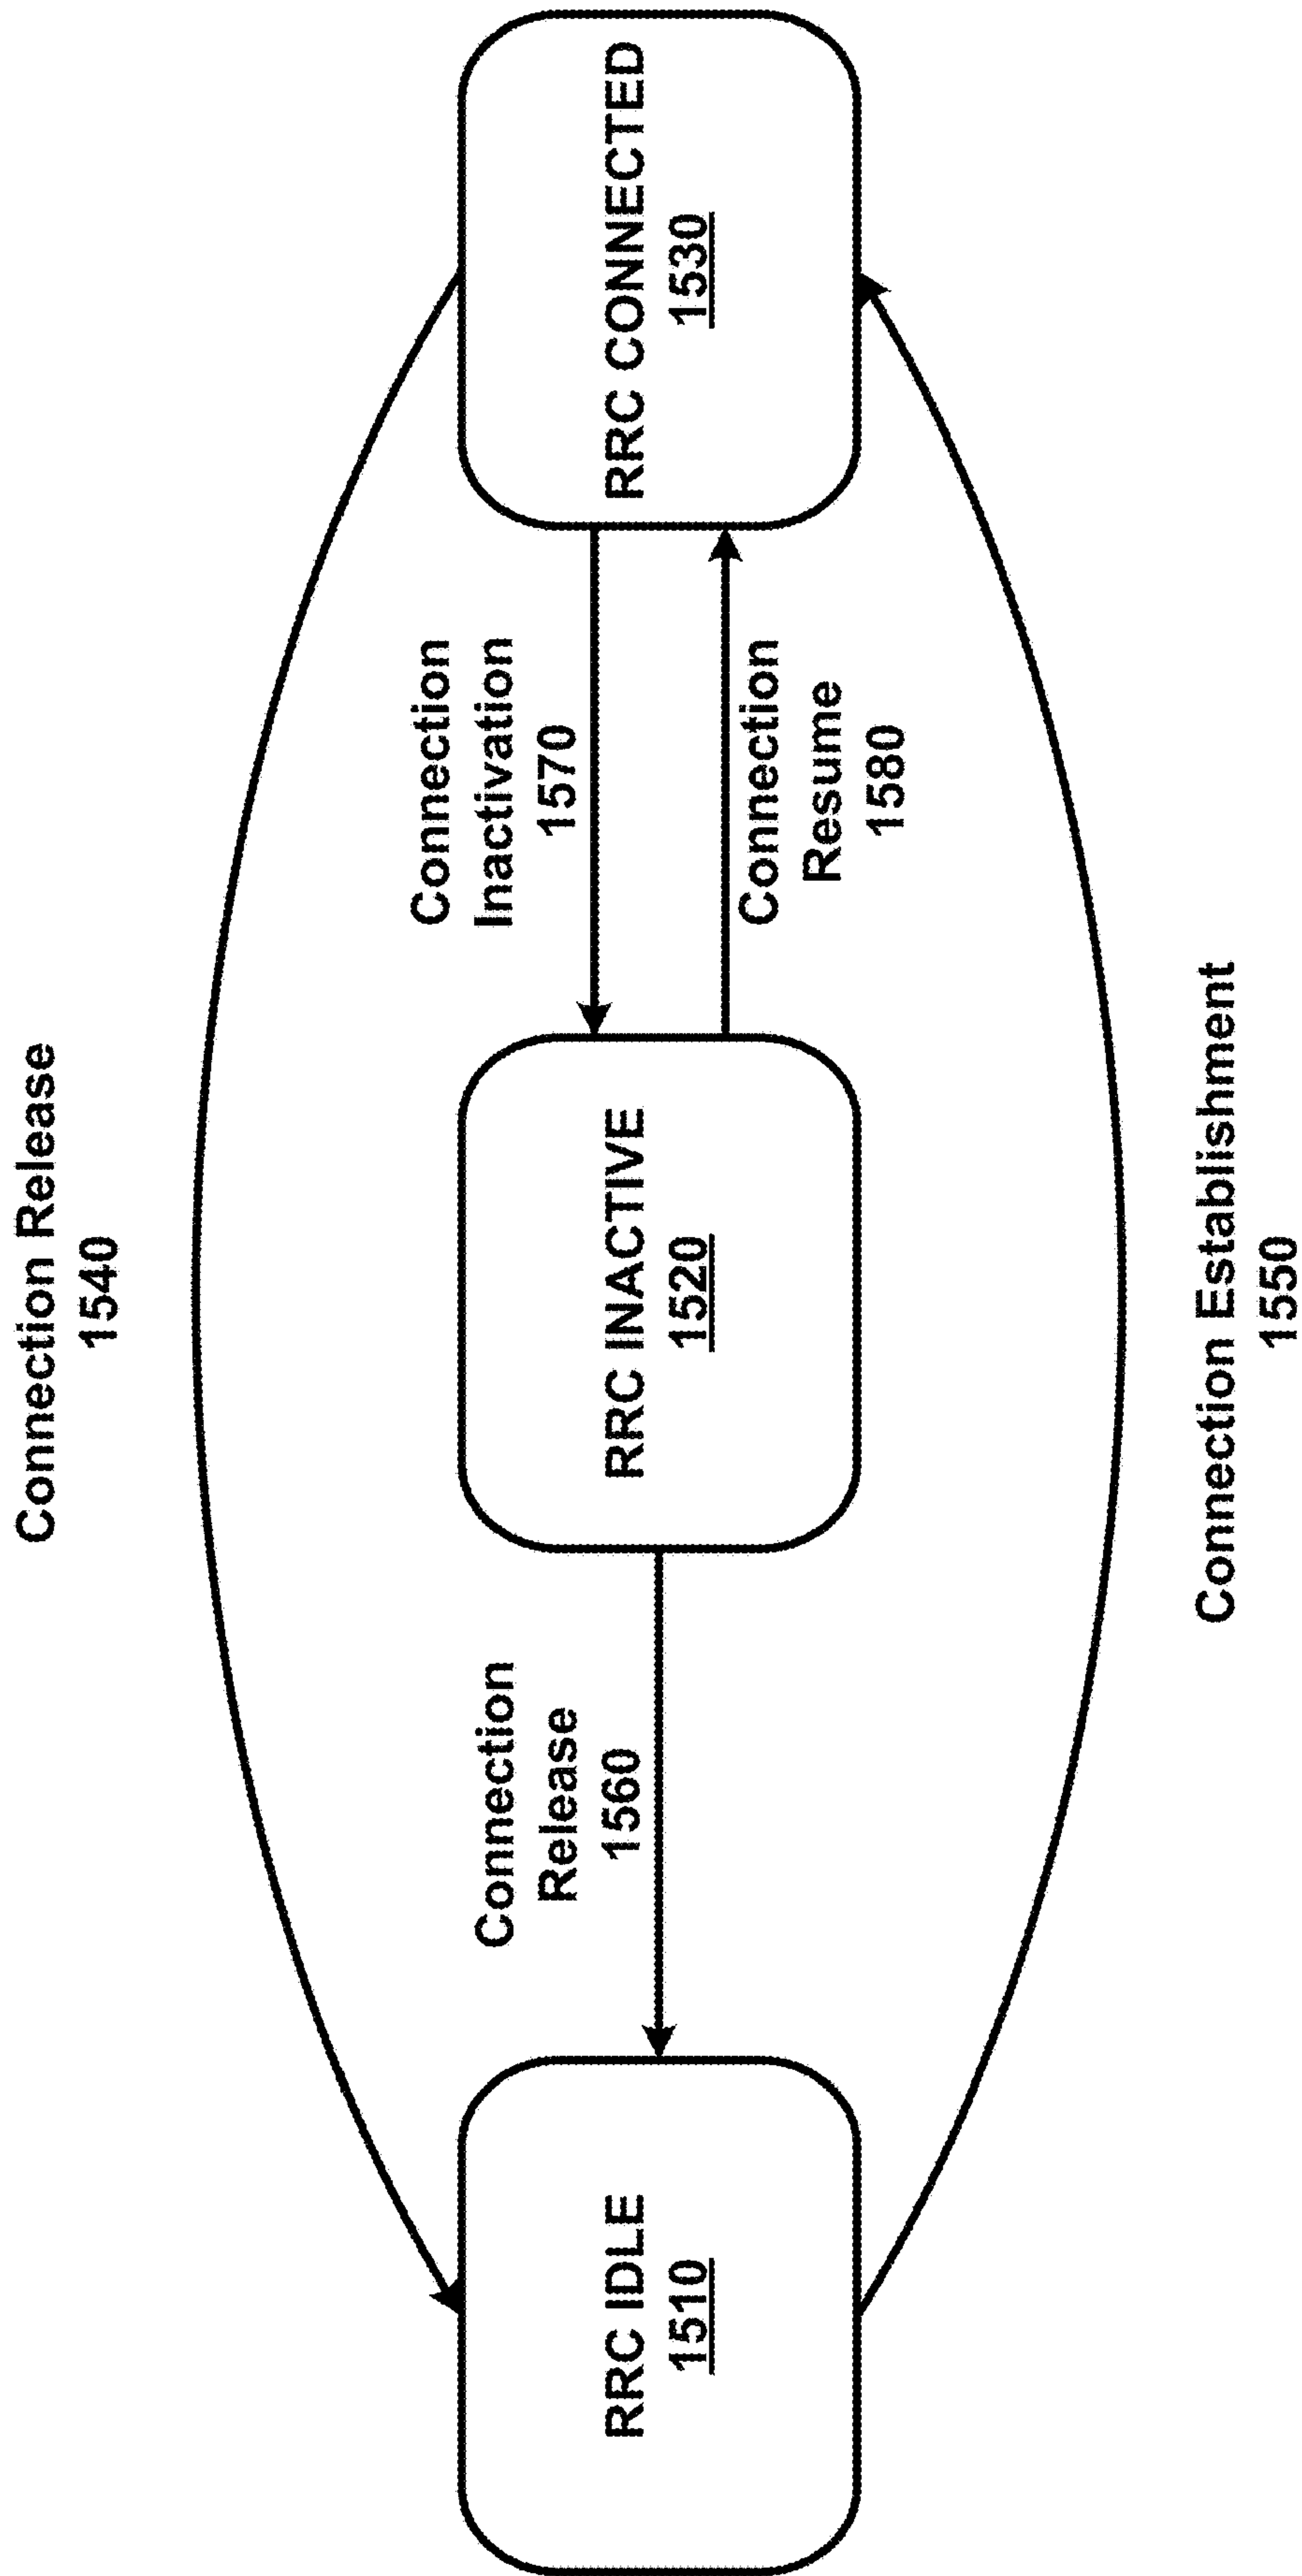 Connection Release
1540
RRC IDLE
1510
Connection
Release
1560
RRC INACTIVE
1520
Connection
Inactivation
1570
Connection
Resume
1580
RRC CONNECTED
1530
Connection Establishment
1550